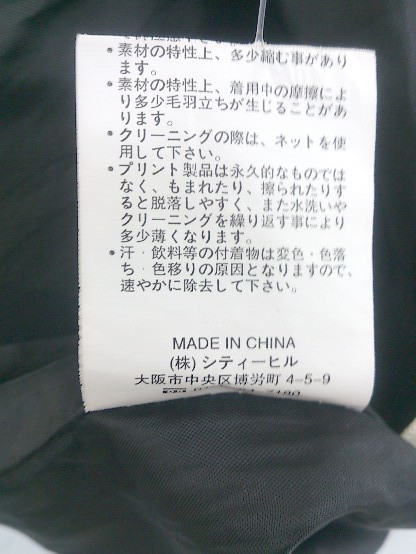 • 素材の特性上、多少縮む事があり
ます。
• 素材の特性上、着用中の摩擦によ
り多少毛羽立ちが生じることがあ
ります。
• クリーニングの際は、ネットを使
用して下さい。
• プリント製品は永久的なものでは
なく、もまれたり、擦られたりす
ると脱落しやすく、また水洗いや
クリーニングを繰り返す事により
多少薄くなります。
• 汗・飲料等の付着物は変色・色落
ち・色移りの原因となりますので、
速やかに除去して下さい。
MADE IN CHINA
(株) シティーヒル
大阪市中央区博労町 4-5-9